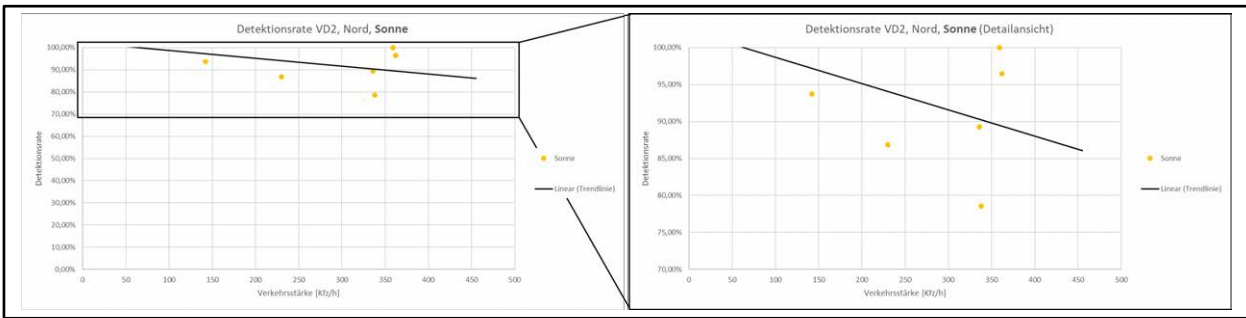 Detektionsrate VD2, Nord, Sonne
100,00%
90,00%
80,00%
70,00%
60,00%
50,00%
40,00%
30,00%
20,00%
10,00%
0,00%
Detektionsrate
0 50 100 150 200 250 300 350 400 450 500
Verkehrsstärke [Kfz/h]
Sonne
Linear (Trendlinie)
Detektionsrate VD2, Nord, Sonne (Detailansicht)
100,00%
95,00%
90,00%
85,00%
80,00%
75,00%
70,00%
Detektionsrate
0 50 100 150 200 250 300 350 400 450 500
Verkehrsstärke [Kfz/h]
Sonne
Linear (Trendlinie)